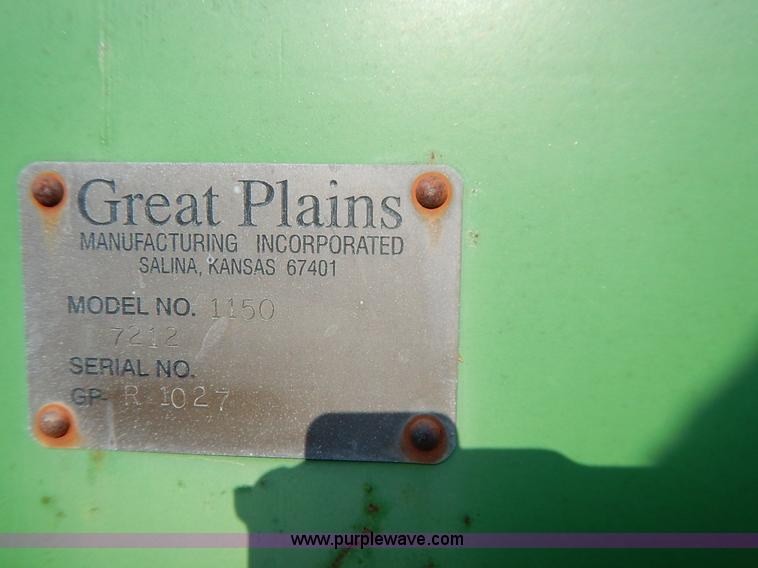 Great Plains
MANUFACTURING INCORPORATED
SALINA, KANSAS 67401
MODEL NO. 1150
7212
SERIAL NO.
GP- R 1027
www.purplewave.com